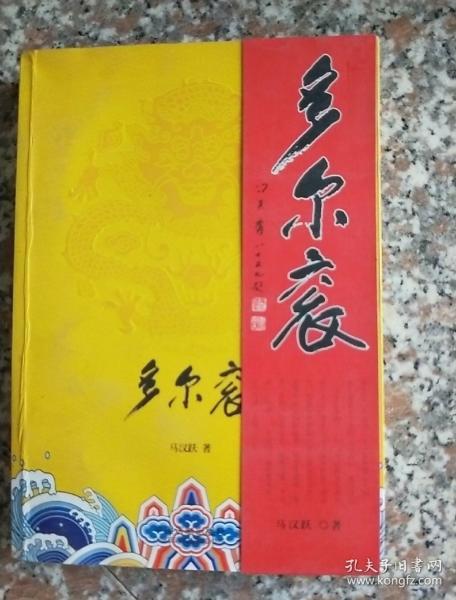 多尔衮
多尔衮
马汉跃 著
马汉跃 ◎著
孔夫子旧书网
www.kongfz.com